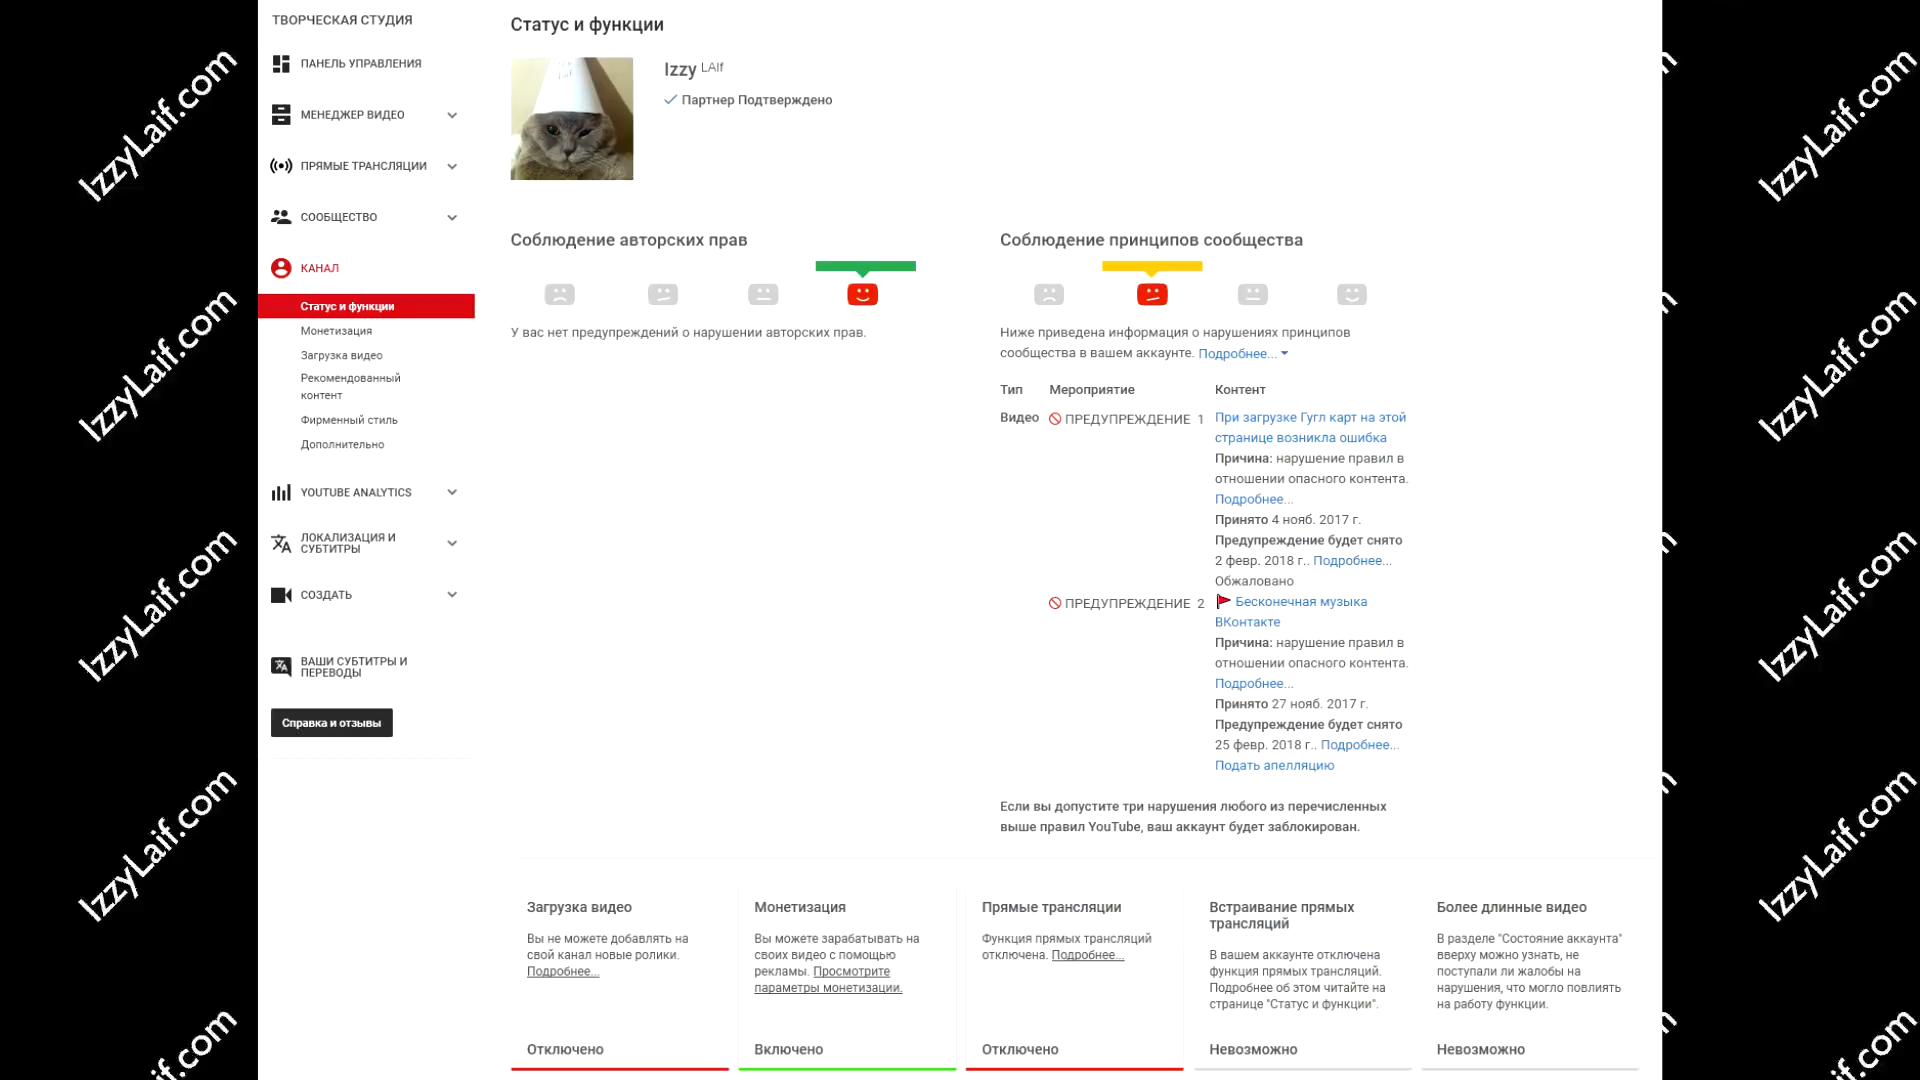 ТВОРЧЕСКАЯ СТУДИЯ
ПАНЕЛЬ УПРАВЛЕНИЯ
МЕНЕДЖЕР ВИДЕО
ПРЯМЫЕ ТРАНСЛЯЦИИ
СООБЩЕСТВО
КАНАЛ
Статус и функции
Монетизация
Загрузка видео
Рекомендованный
контент
Фирменный стиль
Дополнительно
YOUTUBE ANALYTICS
ЛОКАЛИЗАЦИЯ И
СУБТИТРЫ
СОЗДАТЬ
ВАШИ СУБТИТРЫ И
ПЕРЕВОДЫ
Справка и отзывы
Статус и функции
Izzy LAIf
Партнер Подтверждено
Соблюдение авторских прав
У вас нет предупреждений о нарушении авторских прав.
Соблюдение принципов сообщества
Ниже приведена информация о нарушениях принципов
сообщества в вашем аккаунте. Подробнее...
Тип Мероприятие Контент
Видео ПРЕДУПРЕЖДЕНИЕ 1 При загрузке Гугл карт на этой
странице возникла ошибка
Причина: нарушение правил в
отношении опасного контента.
Подробнее...
Принято 4 нояб. 2017 г.
Предупреждение будет снято
2 февр. 2018 г.. Подробнее...
Обжаловано
ПРЕДУПРЕЖДЕНИЕ 2 Бесконечная музыка
ВКонтакте
Причина: нарушение правил в
отношении опасного контента.
Подробнее...
Принято 27 нояб. 2017 г.
Предупреждение будет снято
25 февр. 2018 г.. Подробнее...
Подать апелляцию
Если вы допустите три нарушения любого из перечисленных
выше правил YouTube, ваш аккаунт будет заблокирован.
Загрузка видео
Вы не можете добавлять на
свой канал новые ролики.
Подробнее...
Отключено
Монетизация
Вы можете зарабатывать на
своих видео с помощью
рекламы. Просмотрите
параметры монетизации.
Включено
Прямые трансляции
Функция прямых трансляций
отключена. Подробнее...
Отключено
Встраивание прямых
трансляций
В вашем аккаунте отключена
функция прямых трансляций.
Подробнее об этом читайте на
странице "Статус и функции".
Невозможно
Более длинные видео
В разделе "Состояние аккаунта"
вверху можно узнать, не
поступали ли жалобы на
нарушения, что могло повлиять
на работу функции.
Невозможно
IzzyLaif.com
IzzyLaif.com
IzzyLaif.com
IzzyLaif.com
IzzyLaif.com
IzzyLaif.com
IzzyLaif.com
IzzyLaif.com